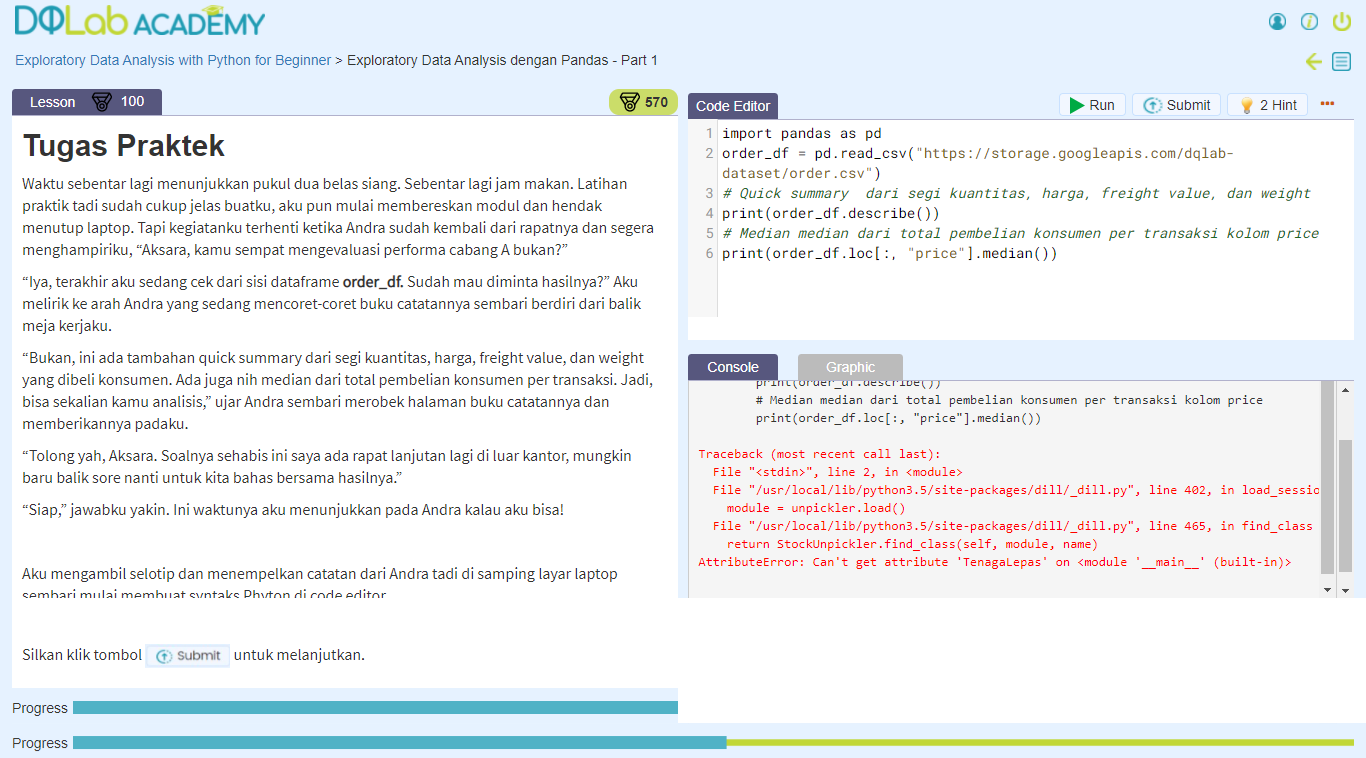 DQLab ACADEMY
Exploratory Data Analysis with Python for Beginner > Exploratory Data Analysis dengan Pandas - Part 1
Lesson 100
570
Tugas Praktek
Waktu sebentar lagi menunjukkan pukul dua belas siang. Sebentar lagi jam makan. Latihan
praktik tadi sudah cukup jelas buatku, aku pun mulai membereskan modul dan hendak
menutup laptop. Tapi kegiatanku terhenti ketika Andra sudah kembali dari rapatnya dan segera
menghampiriku, “Aksara, kamu sempat mengevaluasi performa cabang A bukan?”
“Iya, terakhir aku sedang cek dari sisi dataframe order_df. Sudah mau diminta hasilnya?” Aku
melirik ke arah Andra yang sedang mencoret-coret buku catatannya sembari berdiri dari balik
meja kerjaku.
“Bukan, ini ada tambahan quick summary dari segi kuantitas, harga, freight value, dan weight
yang dibeli konsumen. Ada juga nih median dari total pembelian konsumen per transaksi. Jadi,
bisa sekalian kamu analisis,” ujar Andra sembari merobek halaman buku catatannya dan
memberikannya padaku.
“Tolong yah, Aksara. Soalnya sehabis ini saya ada rapat lanjutan lagi di luar kantor, mungkin
baru balik sore nanti untuk kita bahas bersama hasilnya.”
“Siap,” jawabku yakin. Ini waktunya aku menunjukkan pada Andra kalau aku bisa!
Aku mengambil selotip dan menempelkan catatan dari Andra tadi di samping layar laptop
sembari mulai membuat syntaks Phyton di code editor
Silkan klik tombol Submit untuk melanjutkan.
Progress
Progress
Code Editor
Run
Submit
2 Hint
1 import pandas as pd
2 order_df = pd.read_csv("https://storage.googleapis.com/dqlab-
dataset/order.csv")
3 # Quick summary  dari segi kuantitas, harga, freight value, dan weight
4 print(order_df.describe())
5 # Median median dari total pembelian konsumen per transaksi kolom price
6 print(order_df.loc[:, "price"].median())
Console
Graphic
print(order_df.describe())
# Median median dari total pembelian konsumen per transaksi kolom price
print(order_df.loc[:, "price"].median())
Traceback (most recent call last):
File "<stdin>", line 2, in <module>
File "/usr/local/lib/python3.5/site-packages/dill/_dill.py", line 402, in load_sessio
module = unpickler.load()
File "/usr/local/lib/python3.5/site-packages/dill/_dill.py", line 465, in find_class
return StockUnpickler.find_class(self, module, name)
AttributeError: Can't get attribute 'TenagaLepas' on <module '__main__' (built-in)>